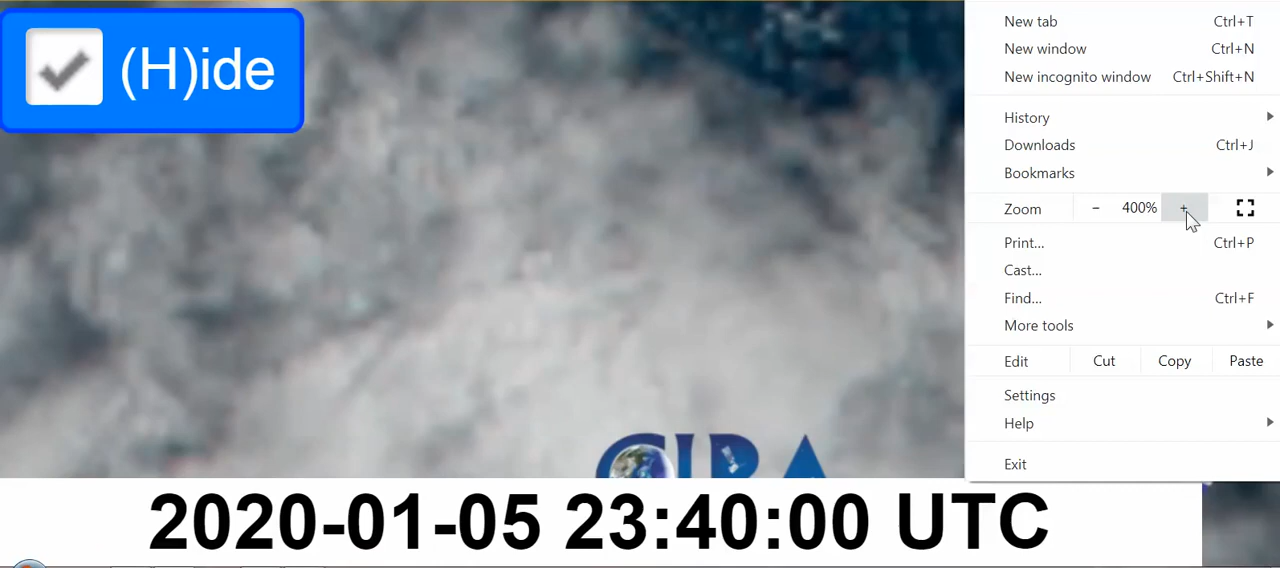 (H)ide
New tab Ctrl+T
New window Ctrl+N
New incognito window Ctrl+Shift+N
History
Downloads Ctrl+J
Bookmarks
Zoom - 400% +
Print... Ctrl+P
Cast...
Find... Ctrl+F
More tools
Edit Cut Copy Paste
Settings
Help
Exit
CIRA
2020-01-05 23:40:00 UTC